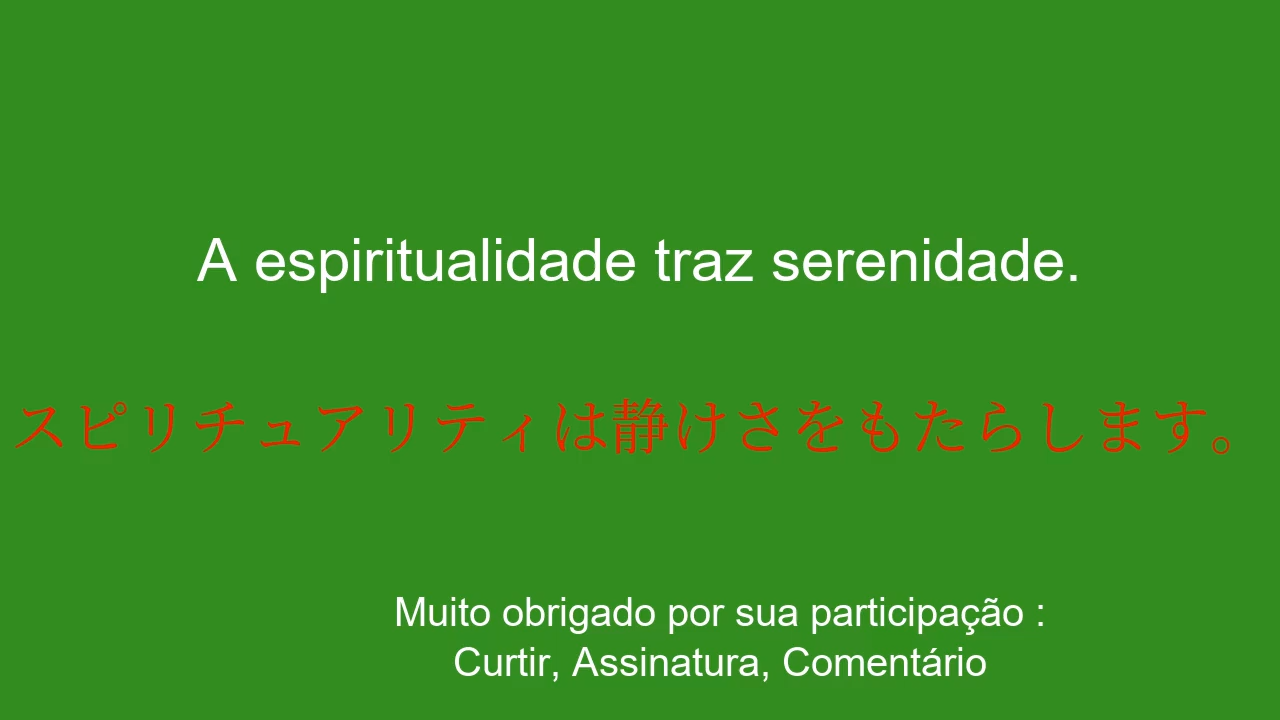 A espiritualidade traz serenidade.
スピリチュアリティは静けさをもたらします。
Muito obrigado por sua participação :
Curtir, Assinatura, Comentário